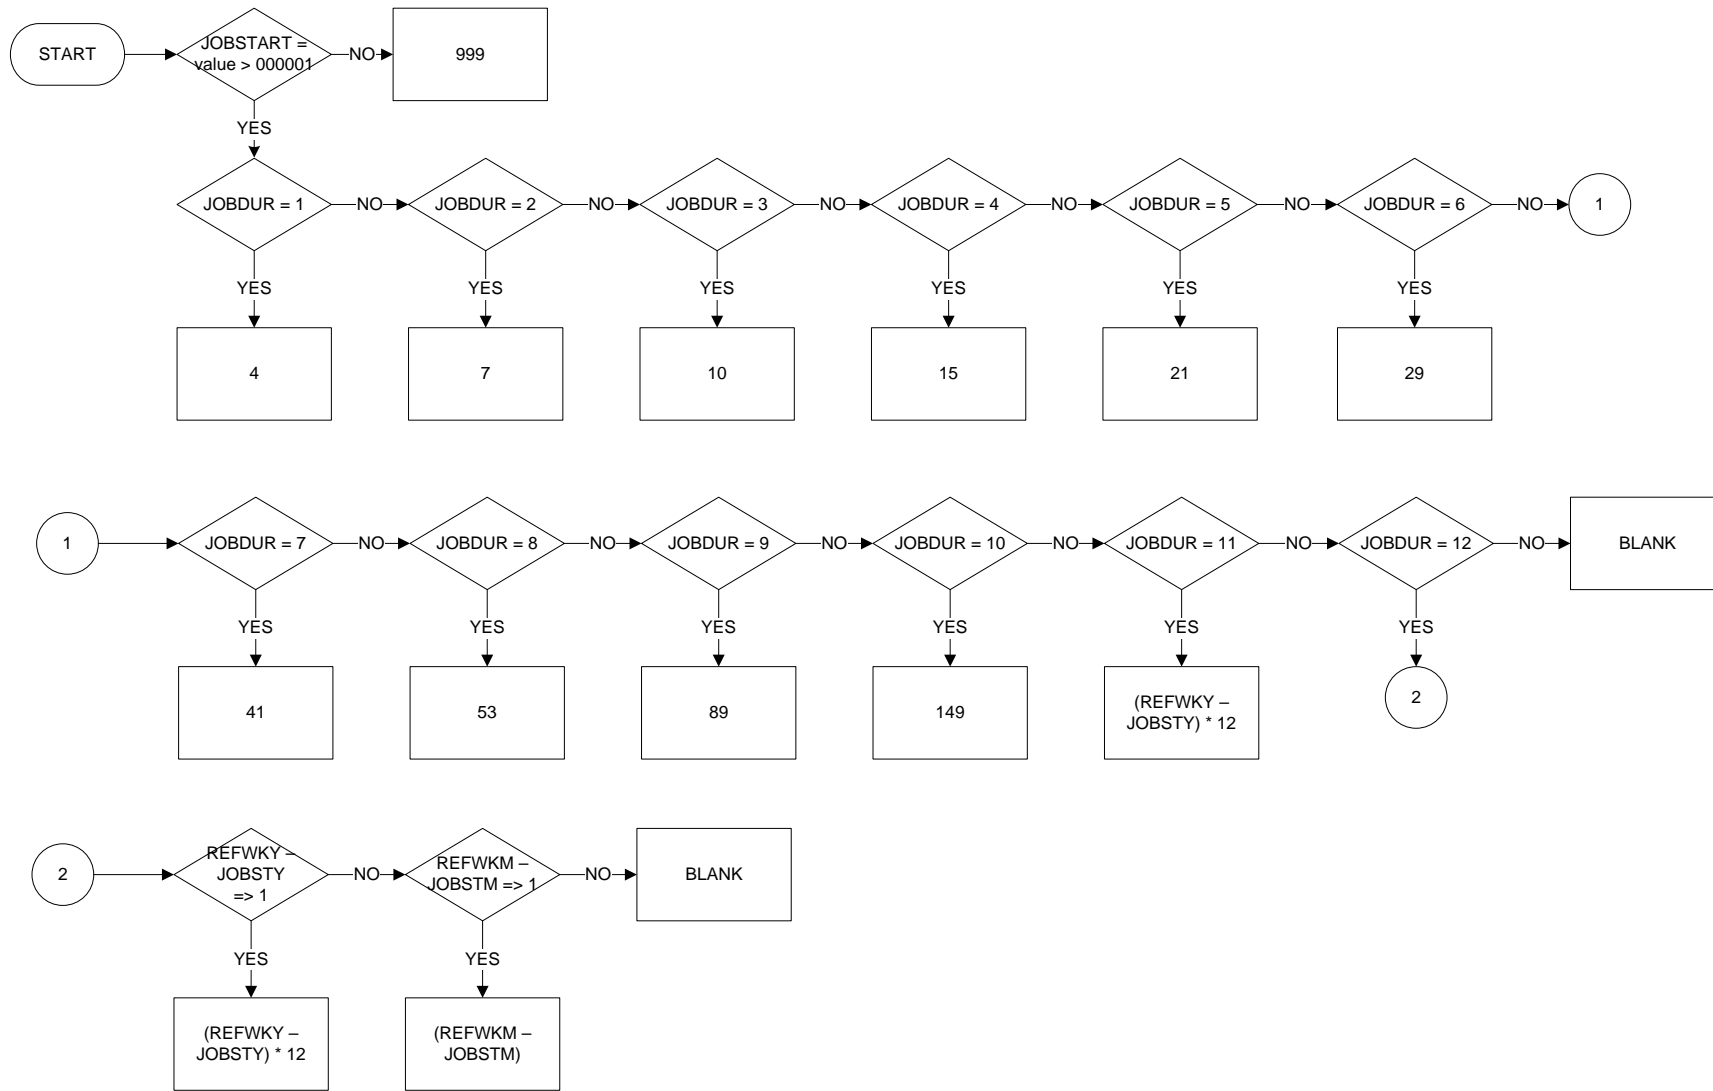 START
JOBSTART =
value > 000001
NO
999
YES
JOBDUR = 1
NO
JOBDUR = 2
NO
JOBDUR = 3
NO
JOBDUR = 4
NO
JOBDUR = 5
NO
JOBDUR = 6
NO
1
YES
YES
YES
YES
YES
YES
4
7
10
15
21
29
1
JOBDUR = 7
NO
JOBDUR = 8
NO
JOBDUR = 9
NO
JOBDUR = 10
NO
JOBDUR = 11
NO
JOBDUR = 12
NO
BLANK
YES
YES
YES
YES
YES
YES
41
53
89
149
(REFWKY –
JOBSTY) * 12
2
2
REFWKY –
JOBSTY
=> 1
NO
REFWKM –
JOBSTM => 1
NO
BLANK
YES
YES
(REFWKY –
JOBSTY) * 12
(REFWKM –
JOBSTM)